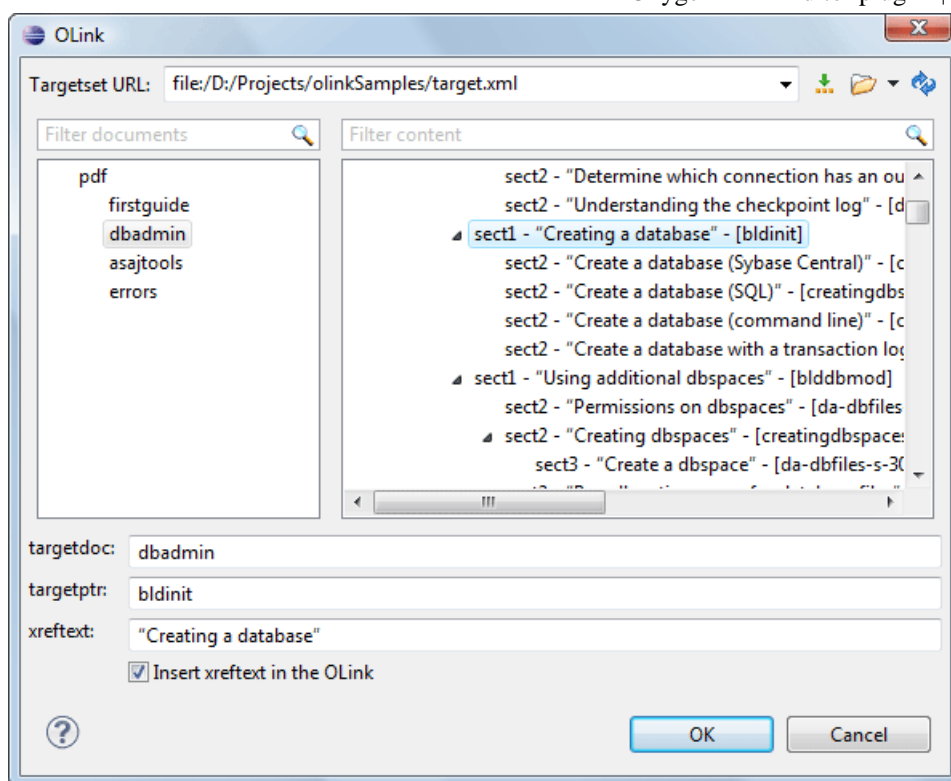 OLink
Targetset URL: file:/D:/Projects/olinkSamples/target.xml
Filter documents
Filter content
pdf
firstguide
dbadmin
asajtools
errors
sect2 - "Determine which connection has an ou
sect2 - "Understanding the checkpoint log" - [d
sect1 - "Creating a database" - [bldinit]
sect2 - "Create a database (Sybase Central)" - [c
sect2 - "Create a database (SQL)" - [creatingdbs
sect2 - "Create a database (command line)" - [c
sect2 - "Create a database with a transaction log
sect1 - "Using additional dbspaces" - [blddbmod]
sect2 - "Permissions on dbspaces" - [da-dbfiles
sect2 - "Creating dbspaces" - [creatingdbspaces
sect3 - "Create a dbspace" - [da-dbfiles-s-30
targetdoc: dbadmin
targetptr: bldinit
xreftext: "Creating a database"
Insert xreftext in the OLink
OK
Cancel